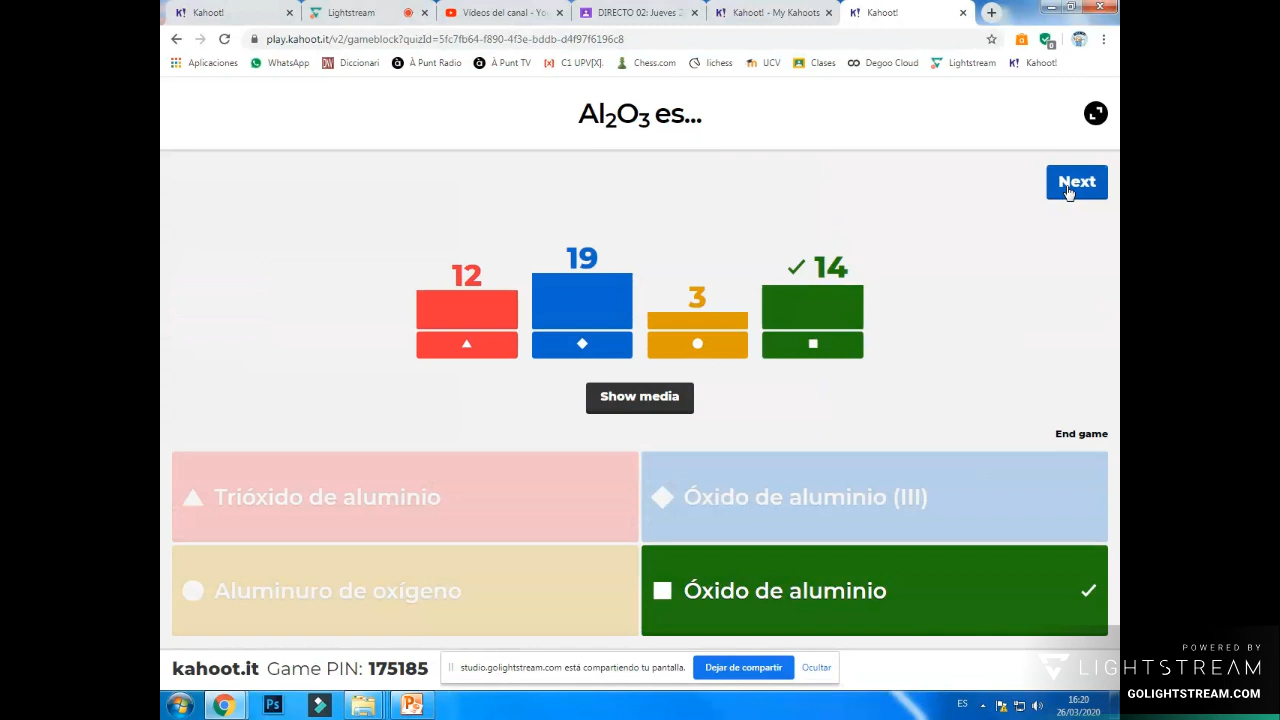 Kahoot!
Lightstream
Vídeos del canal - Yo
DIRECTO 02: Jueves 2
Kahoot! - My Kahoots
Kahoot!
play.kahoot.it/v2/gameblock?quizId=5fc7fb64-f890-4f3e-bddb-d4f97f6196c8
Aplicaciones
WhatsApp
Diccionari
À Punt Radio
À Punt TV
C1 UPV[X].
Chess.com
lichess
UCV
Clases
Degoo Cloud
Lightstream
Kahoot!
Al₂O₃ es...
Next
12
19
3
14
Show media
End game
Trióxido de aluminio
Óxido de aluminio (III)
Aluminuro de oxígeno
Óxido de aluminio
kahoot.it Game PIN: 175185
studio.golightstream.com está compartiendo tu pantalla.
Dejar de compartir
Ocultar
POWERED BY
LIGHTSTREAM
GOLIGHTSTREAM.COM
ES
16:20
26/03/2020